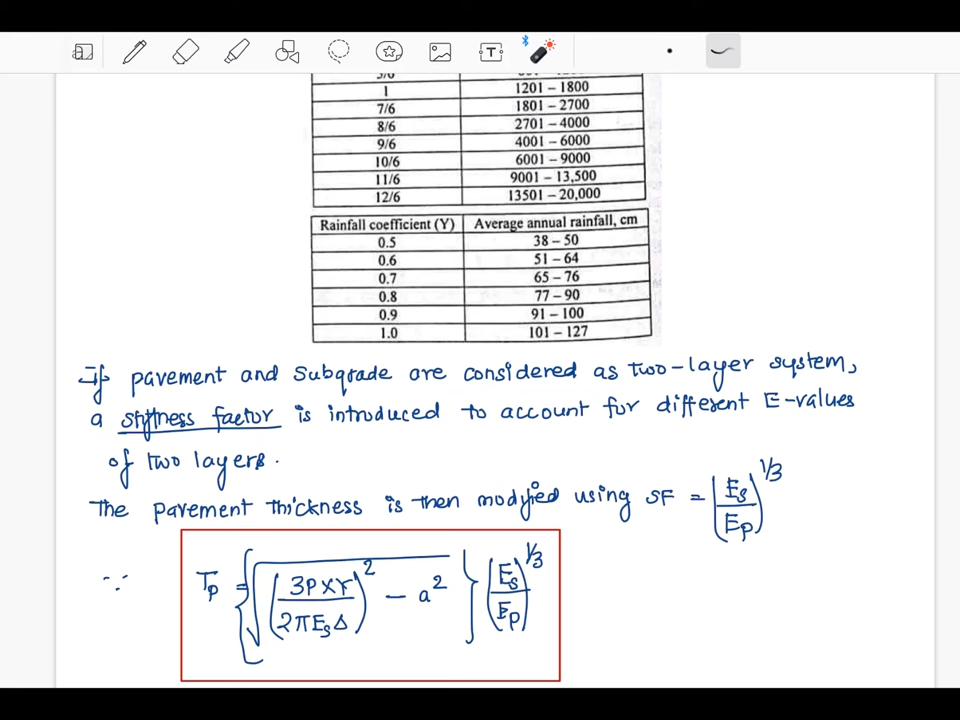 5/6
1 1201 – 1800
7/6 1801 – 2700
8/6 2701 – 4000
9/6 4001 – 6000
10/6 6001 – 9000
11/6 9001 – 13,500
12/6 13501 – 20,000
Rainfall coefficient (Y) Average annual rainfall, cm
0.5 38 – 50
0.6 51 – 64
0.7 65 – 76
0.8 77 – 90
0.9 91 – 100
1.0 101 – 127
If pavement and subgrade are considered as two-layer system,
a stiffness factor is introduced to account for different E-values
of two layers.
The pavement thickness is then modified using SF = (Es/Ep)^1/3
∵ Tp = {√((3PXY/2πEsΔ)² − a²)} (Es/Ep)^1/3